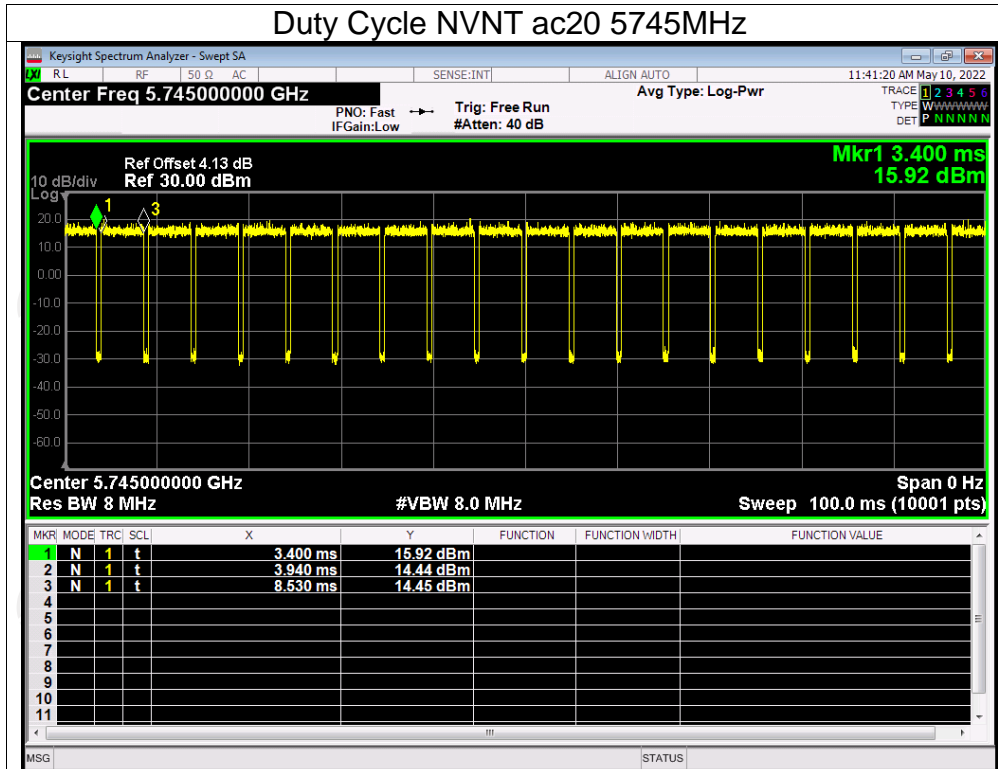 Duty Cycle NVNT ac20 5745MHz
Keysight Spectrum Analyzer - Swept SA
LXI RL RF 50 Ω AC SENSE:INT ALIGN AUTO 11:41:20 AM May 10, 2022
Center Freq 5.745000000 GHz Avg Type: Log-Pwr TRACE 1 2 3 4 5 6
PNO: Fast Trig: Free Run TYPE WWWWWW
IFGain:Low #Atten: 40 dB DET P N N N N N
Mkr1 3.400 ms
Ref Offset 4.13 dB
10 dB/div Ref 30.00 dBm 15.92 dBm
Log
1 3
20.0
10.0
0.00
-10.0
-20.0
-30.0
-40.0
-50.0
-60.0
Center 5.745000000 GHz Span 0 Hz
Res BW 8 MHz #VBW 8.0 MHz Sweep 100.0 ms (10001 pts)
MKR MODE TRC SCL X Y FUNCTION FUNCTION WIDTH FUNCTION VALUE
1 N 1 t 3.400 ms 15.92 dBm
2 N 1 t 3.940 ms 14.44 dBm
3 N 1 t 8.530 ms 14.45 dBm
4
5
6
7
8
9
10
11
MSG STATUS